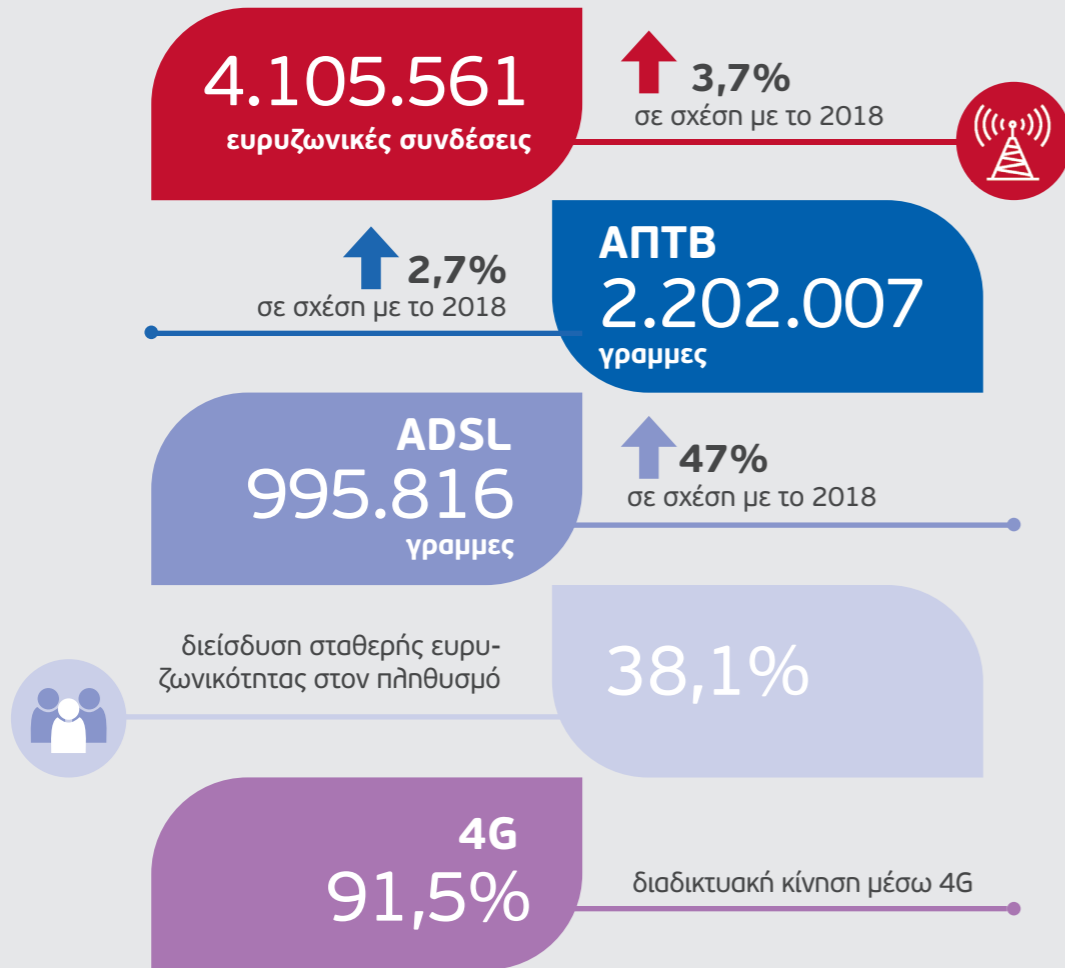 4.105.561
ευρυζωνικές συνδέσεις
3,7%
σε σχέση με το 2018
2,7%
σε σχέση με το 2018
ΑΠΤΒ
2.202.007
γραμμες
ADSL
995.816
γραμμες
47%
σε σχέση με το 2018
διείσδυση σταθερής ευρυ-
ζωνικότητας στον πληθυσμό
38,1%
4G
91,5%
διαδικτυακή κίνηση μέσω 4G